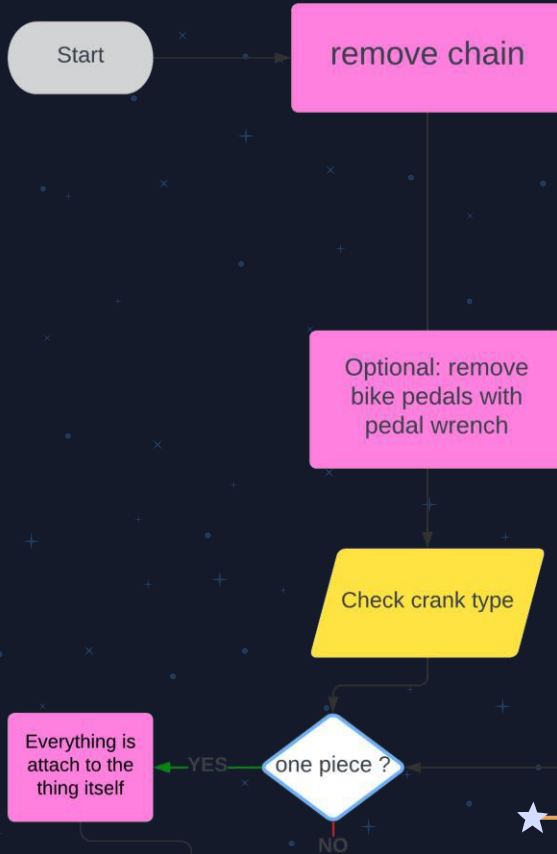 Start
remove chain
Optional: remove
bike pedals with
pedal wrench
Check crank type
Everything is
attach to the
thing itself
YES
one piece ?
NO